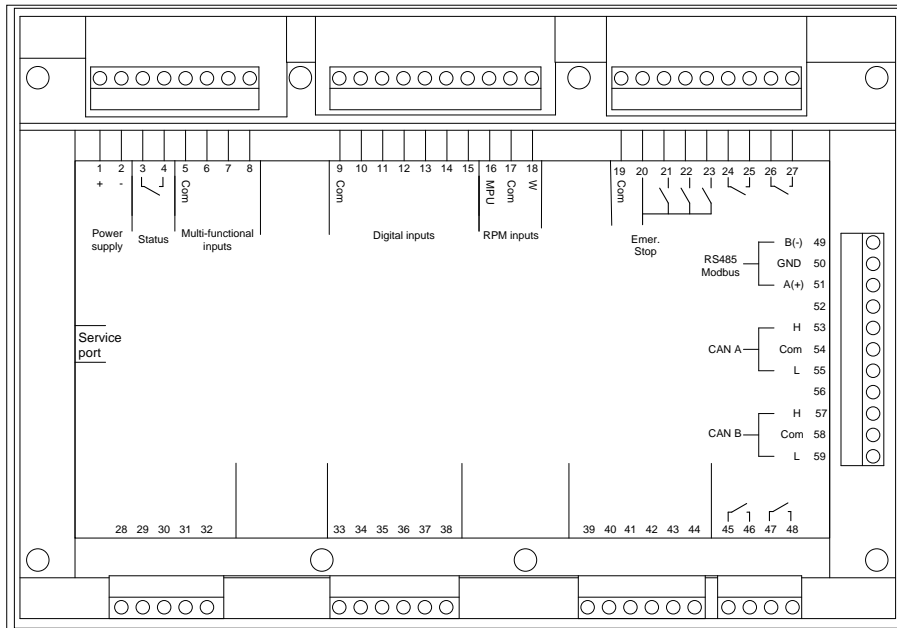 1 2 3 4 5 6 7 8 9 10 11 12 13 14 15 16 17 18 19 20 21 22 23 24 25 26 27
+ - Com Com MPU Com W Com
Power
supply
Status
Multi-functional
inputs
Digital inputs
RPM inputs
Emer.
Stop
RS485
Modbus
B(-) 49
GND 50
A(+) 51
52
H 53
CAN A Com 54
L 55
56
H 57
CAN B Com 58
L 59
Service
port
28 29 30 31 32 33 34 35 36 37 38 39 40 41 42 43 44 45 46 47 48